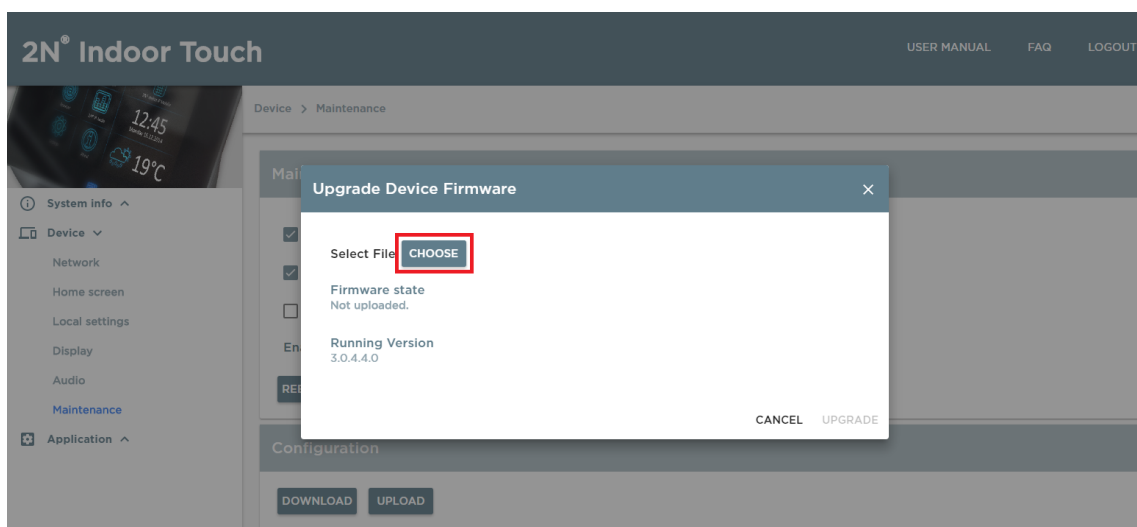 2N® Indoor Touch
USER MANUAL FAQ LOGOUT
12:45
19°C
Device > Maintenance
Mai
Upgrade Device Firmware ×
System info
Device
Network
Home screen
Local settings
Display
Audio
Maintenance
Application
Select File CHOOSE
Firmware state
Not uploaded.
Running Version
3.0.4.4.0
En
CANCEL UPGRADE
Configuration
DOWNLOAD UPLOAD